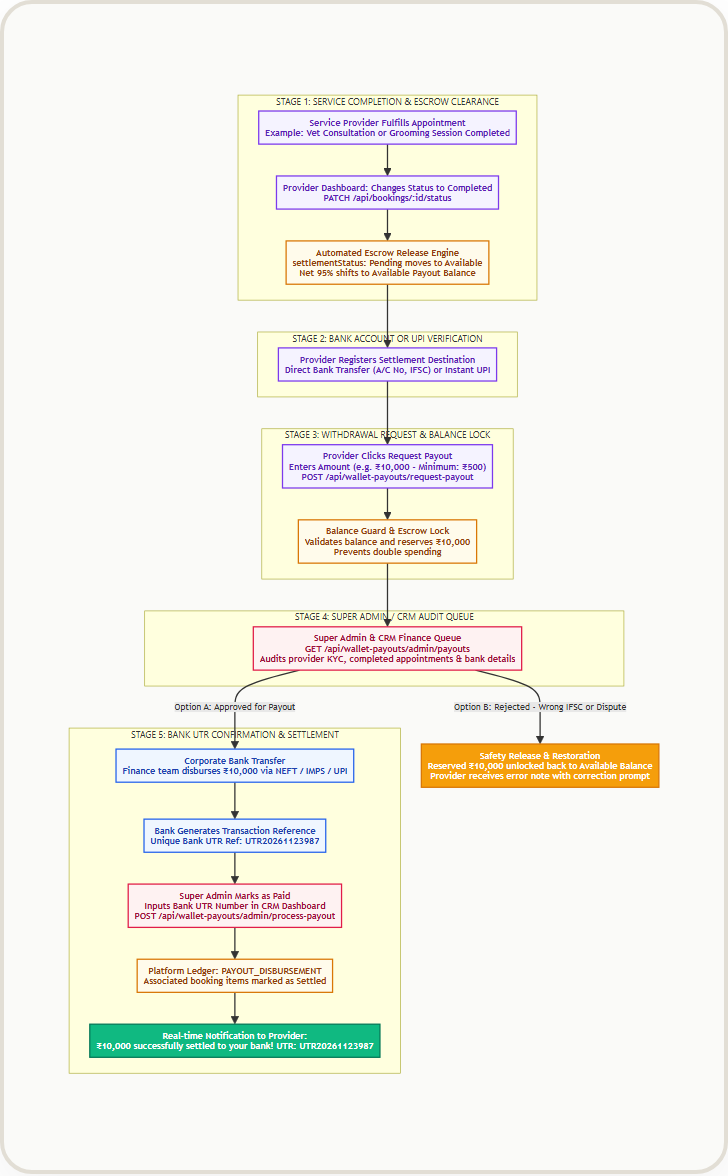 STAGE 1: SERVICE COMPLETION & ESCROW CLEARANCE
Service Provider Fulfills Appointment
Example: Vet Consultation or Grooming Session Completed
Provider Dashboard: Changes Status to Completed
PATCH /api/bookings/:id/status
Automated Escrow Release Engine
settlementStatus: Pending moves to Available
Net 95% shifts to Available Payout Balance
STAGE 2: BANK ACCOUNT OR UPI VERIFICATION
Provider Registers Settlement Destination
Direct Bank Transfer (A/C No, IFSC) or Instant UPI
STAGE 3: WITHDRAWAL REQUEST & BALANCE LOCK
Provider Clicks Request Payout
Enters Amount (e.g. ₹10,000 - Minimum: ₹500)
POST /api/wallet-payouts/request-payout
Balance Guard & Escrow Lock
Validates balance and reserves ₹10,000
Prevents double spending
STAGE 4: SUPER ADMIN / CRM AUDIT QUEUE
Super Admin & CRM Finance Queue
GET /api/wallet-payouts/admin/payouts
Audits provider KYC, completed appointments & bank details
Option A: Approved for Payout
Option B: Rejected - Wrong IFSC or Dispute
STAGE 5: BANK UTR CONFIRMATION & SETTLEMENT
Corporate Bank Transfer
Finance team disburses ₹10,000 via NEFT / IMPS / UPI
Safety Release & Restoration
Reserved ₹10,000 unlocked back to Available Balance
Provider receives error note with correction prompt
Bank Generates Transaction Reference
Unique Bank UTR Ref: UTR20261123987
Super Admin Marks as Paid
Inputs Bank UTR Number in CRM Dashboard
POST /api/wallet-payouts/admin/process-payout
Platform Ledger: PAYOUT_DISBURSEMENT
Associated booking items marked as Settled
Real-time Notification to Provider:
₹10,000 successfully settled to your bank! UTR: UTR20261123987